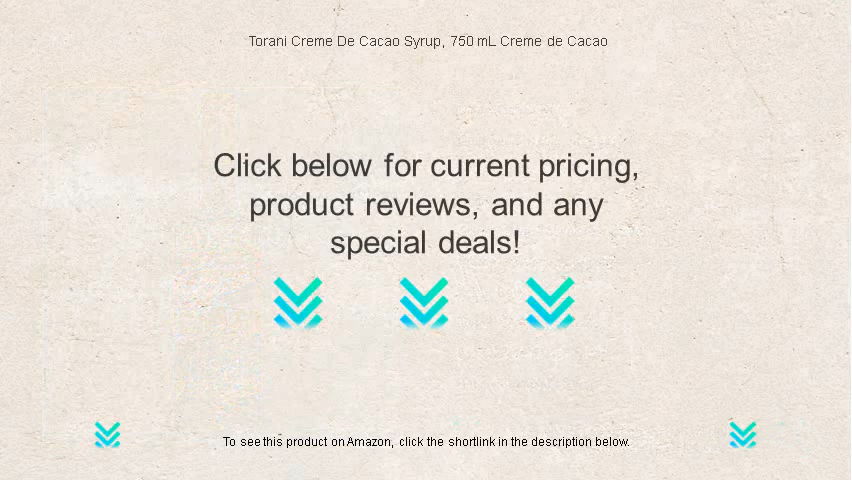 Torani Creme De Cacao Syrup, 750 mL Creme de Cacao
Click below for current pricing,
product reviews, and any
special deals!
To see this product on Amazon, click the shortlink in the description below.